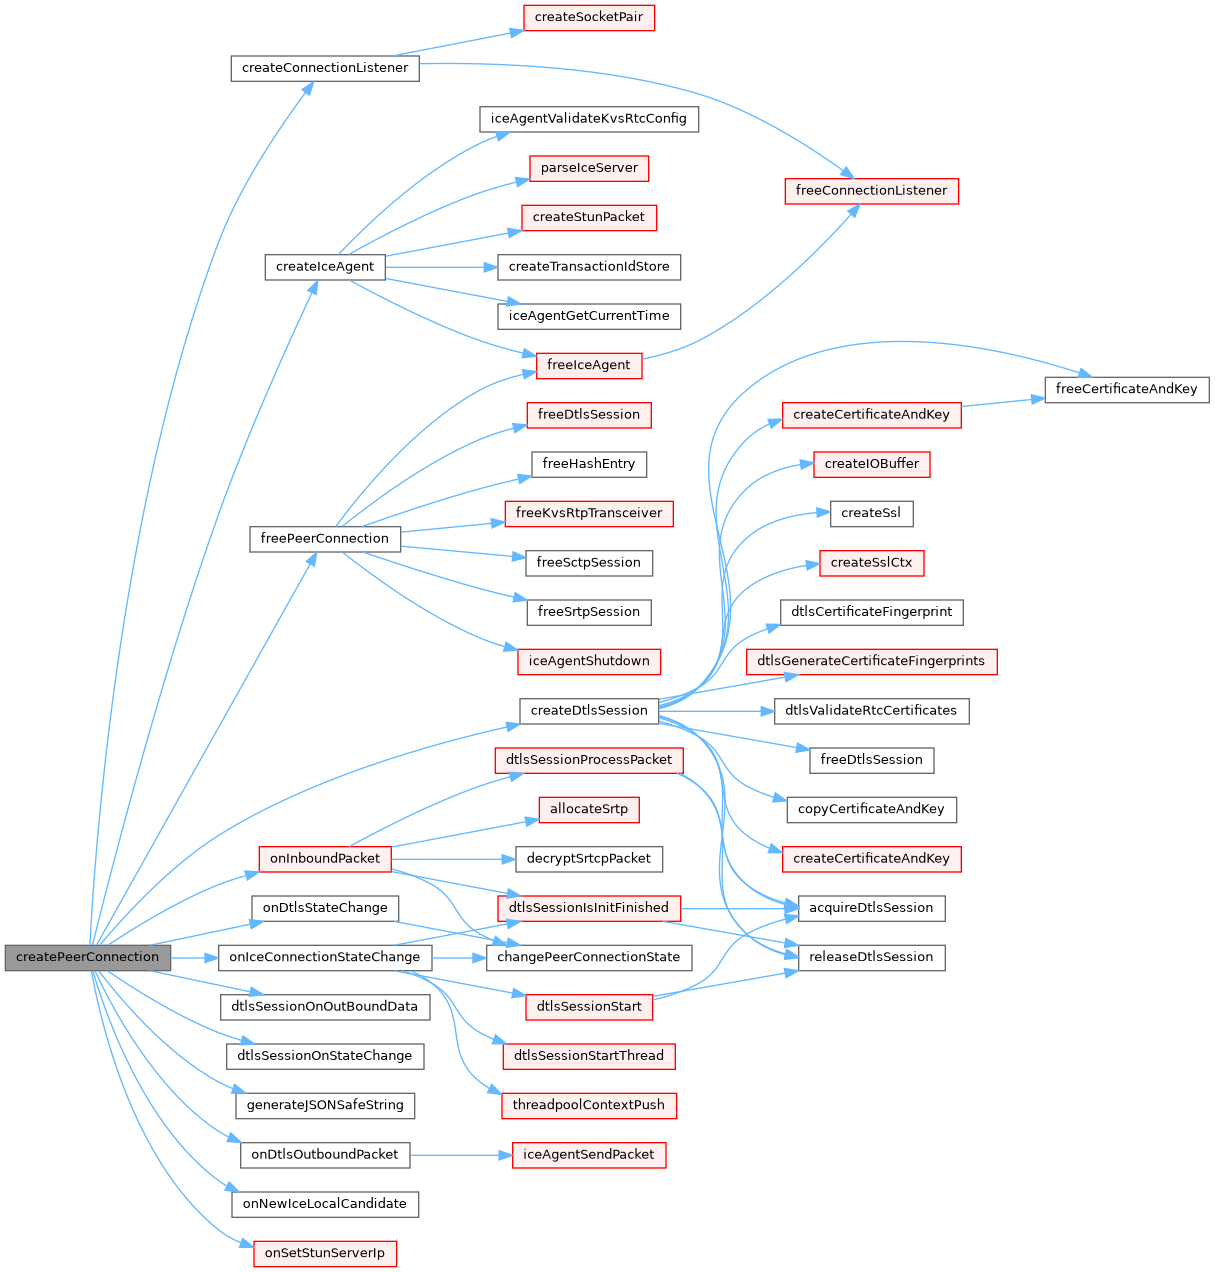 createSocketPair
createConnectionListener
iceAgentValidateKvsRtcConfig
parseIceServer
freeConnectionListener
createStunPacket
createIceAgent
createTransactionIdStore
iceAgentGetCurrentTime
freeIceAgent
freeCertificateAndKey
freeDtlsSession
createCertificateAndKey
freeHashEntry
createIOBuffer
freeKvsRtpTransceiver
createSsl
freePeerConnection
freeSctpSession
createSslCtx
freeSrtpSession
dtlsCertificateFingerprint
iceAgentShutdown
dtlsGenerateCertificateFingerprints
createDtlsSession
dtlsValidateRtcCertificates
dtlsSessionProcessPacket
freeDtlsSession
allocateSrtp
copyCertificateAndKey
onInboundPacket
decryptSrtcpPacket
createCertificateAndKey
onDtlsStateChange
dtlsSessionIsInitFinished
acquireDtlsSession
createPeerConnection
onIceConnectionStateChange
changePeerConnectionState
releaseDtlsSession
dtlsSessionOnOutBoundData
dtlsSessionStart
dtlsSessionOnStateChange
dtlsSessionStartThread
generateJSONSafeString
threadpoolContextPush
onDtlsOutboundPacket
iceAgentSendPacket
onNewIceLocalCandidate
onSetStunServerIp